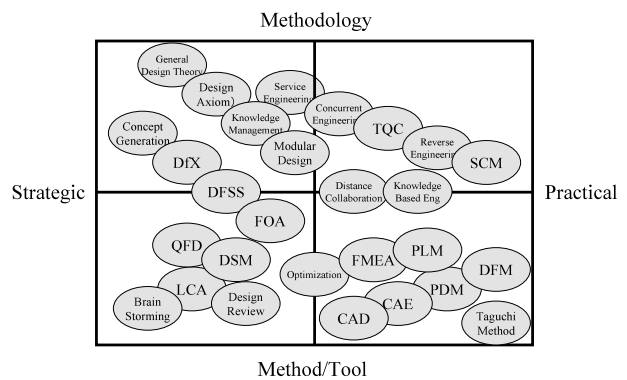 Methodology
General
Design Theory
Design
Axiom)
Service
Engineering
Knowledge
Management
Concurrent
Engineerin
TQC
Reverse
Engineerin
SCM
Concept
Generation
DfX
Modular
Design
Strategic
Practical
DFSS
Distance
Collaboration
Knowledge
Based Eng
FOA
QFD
DSM
LCA
Brain
Storming
Design
Review
Optimization
FMEA
PLM
DFM
PDM
CAE
CAD
Taguchi
Method
Method/Tool